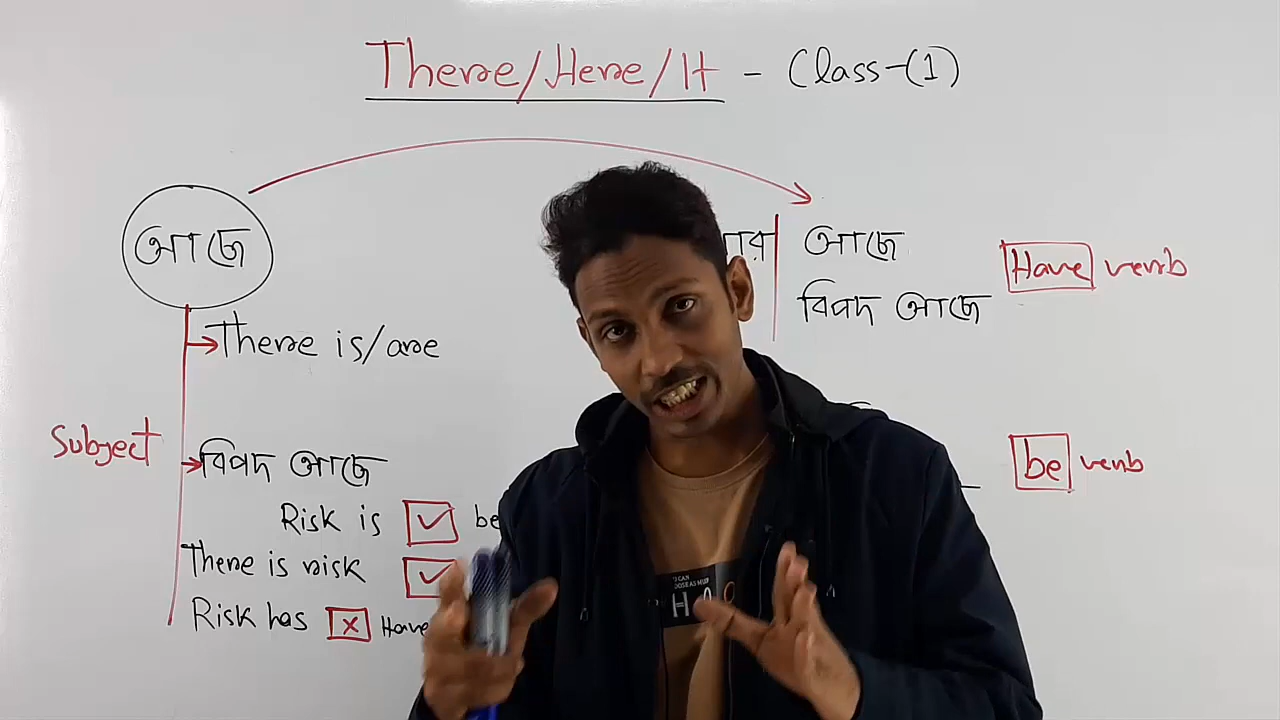 There/Here/It - Class-(1)
আছে
There is/are
Subject
বিপদ আছে
Risk is ✓ be
There is risk ✓
Risk has × Have
আছে
বিপদ আছে
Have verb
be verb